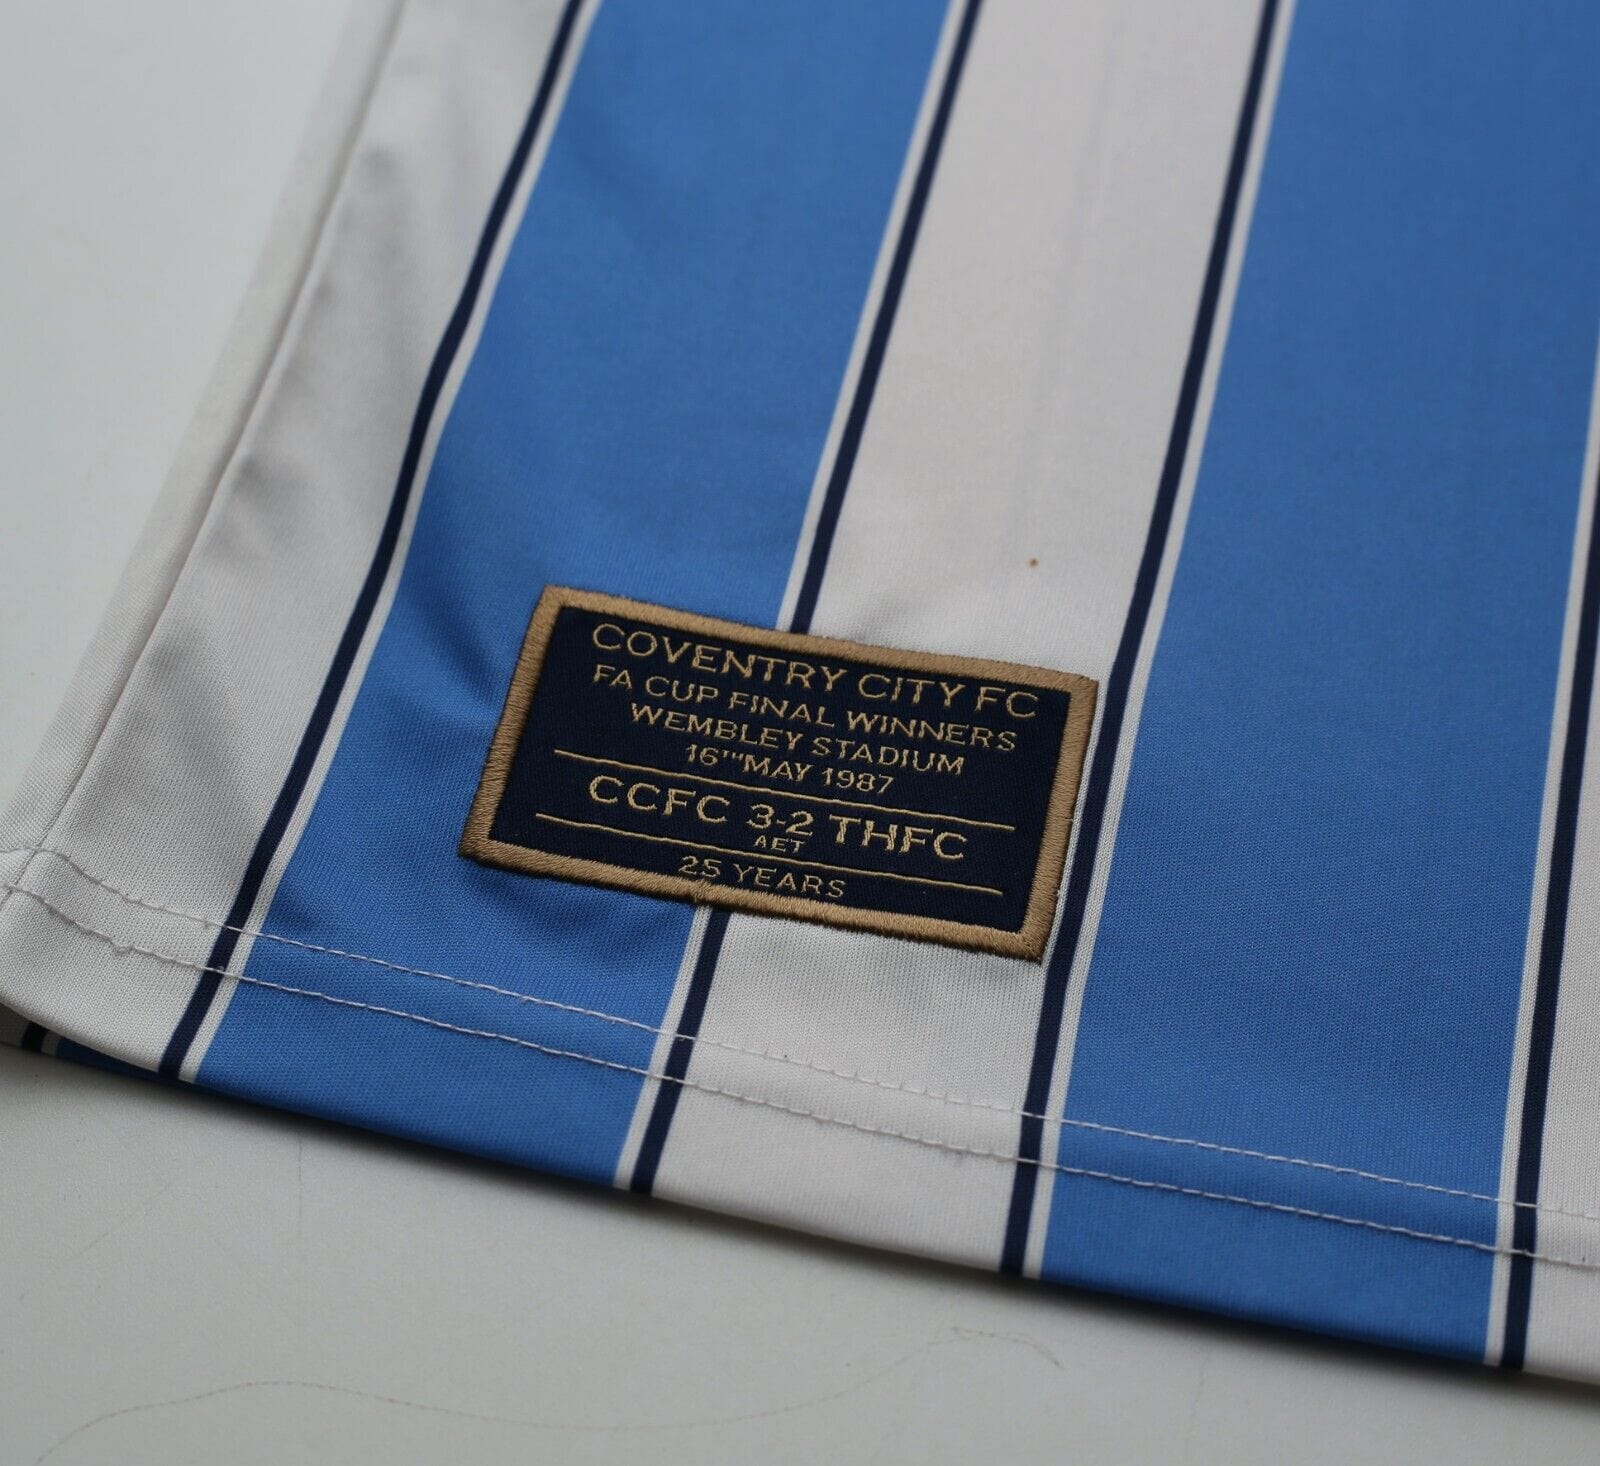 COVENTRY CITY FC
FA CUP FINAL WINNERS
WEMBLEY STADIUM
16TH MAY 1987
CCFC 3-2 THFC
AET
25 YEARS